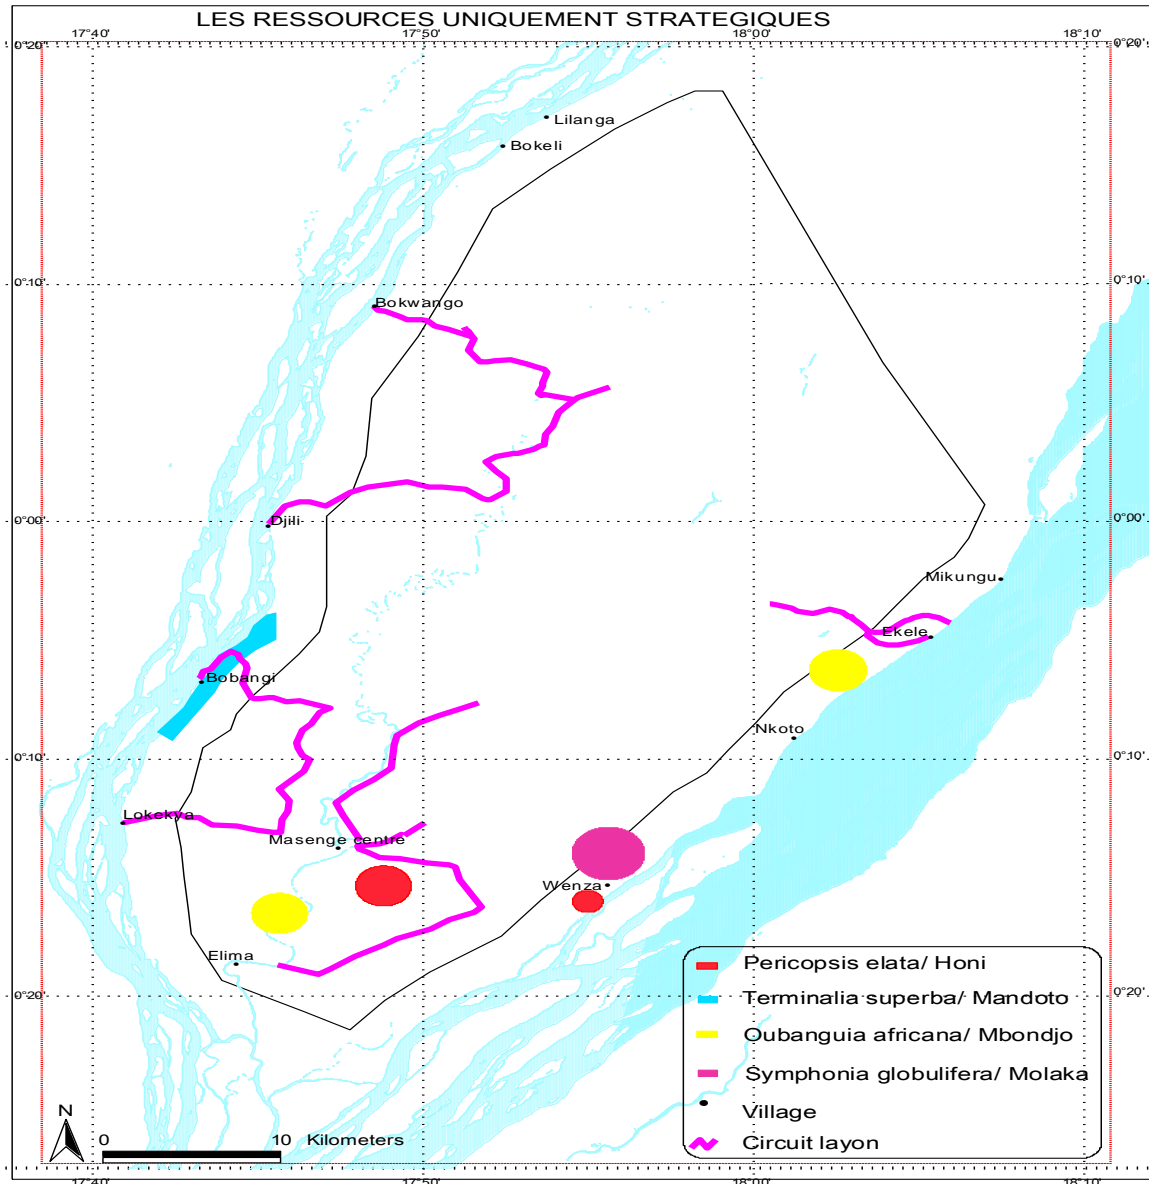 LES RESSOURCES UNIQUEMENT STRATEGIQUES
17°40' 17°50' 18°00' 18°10'
0°20' 0°20'
Lilanga
Bokeli
0°10' 0°10'
Bokwango
0°00' 0°00'
Djili
Mikungu
Ekele
Bobangi
Nkoto
0°10' 0°10'
Lokekya
Masenge centre
Wenza
Elima
Pericopsis elata/ Honi
0°20' 0°20'
Terminalia superba/ Mandoto
Oubanguia africana/ Mbondjo
Symphonia globulifera/ Molaka
Village
Circuit layon
N
0 10 Kilometers
17°40' 17°50' 18°00' 18°10'